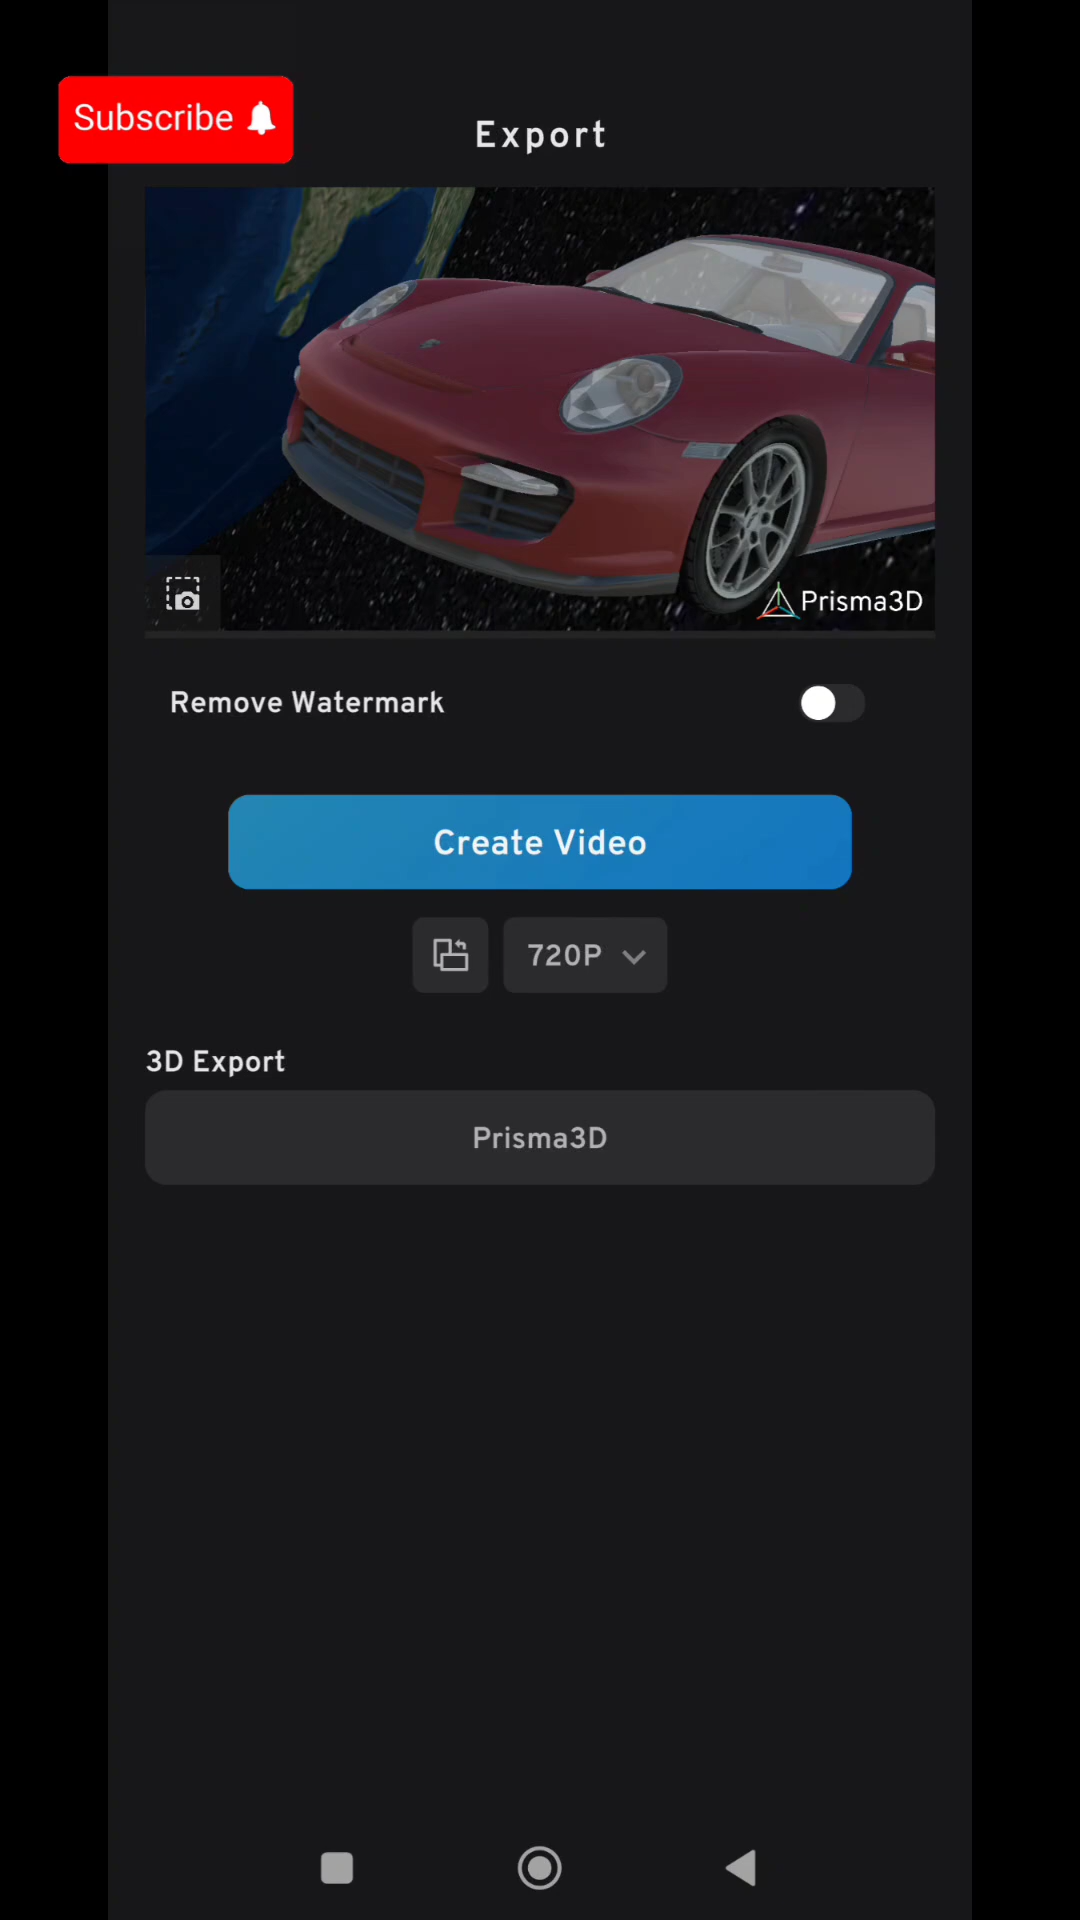 Subscribe
Export
Prisma3D
Remove Watermark
Create Video
720P
3D Export
Prisma3D